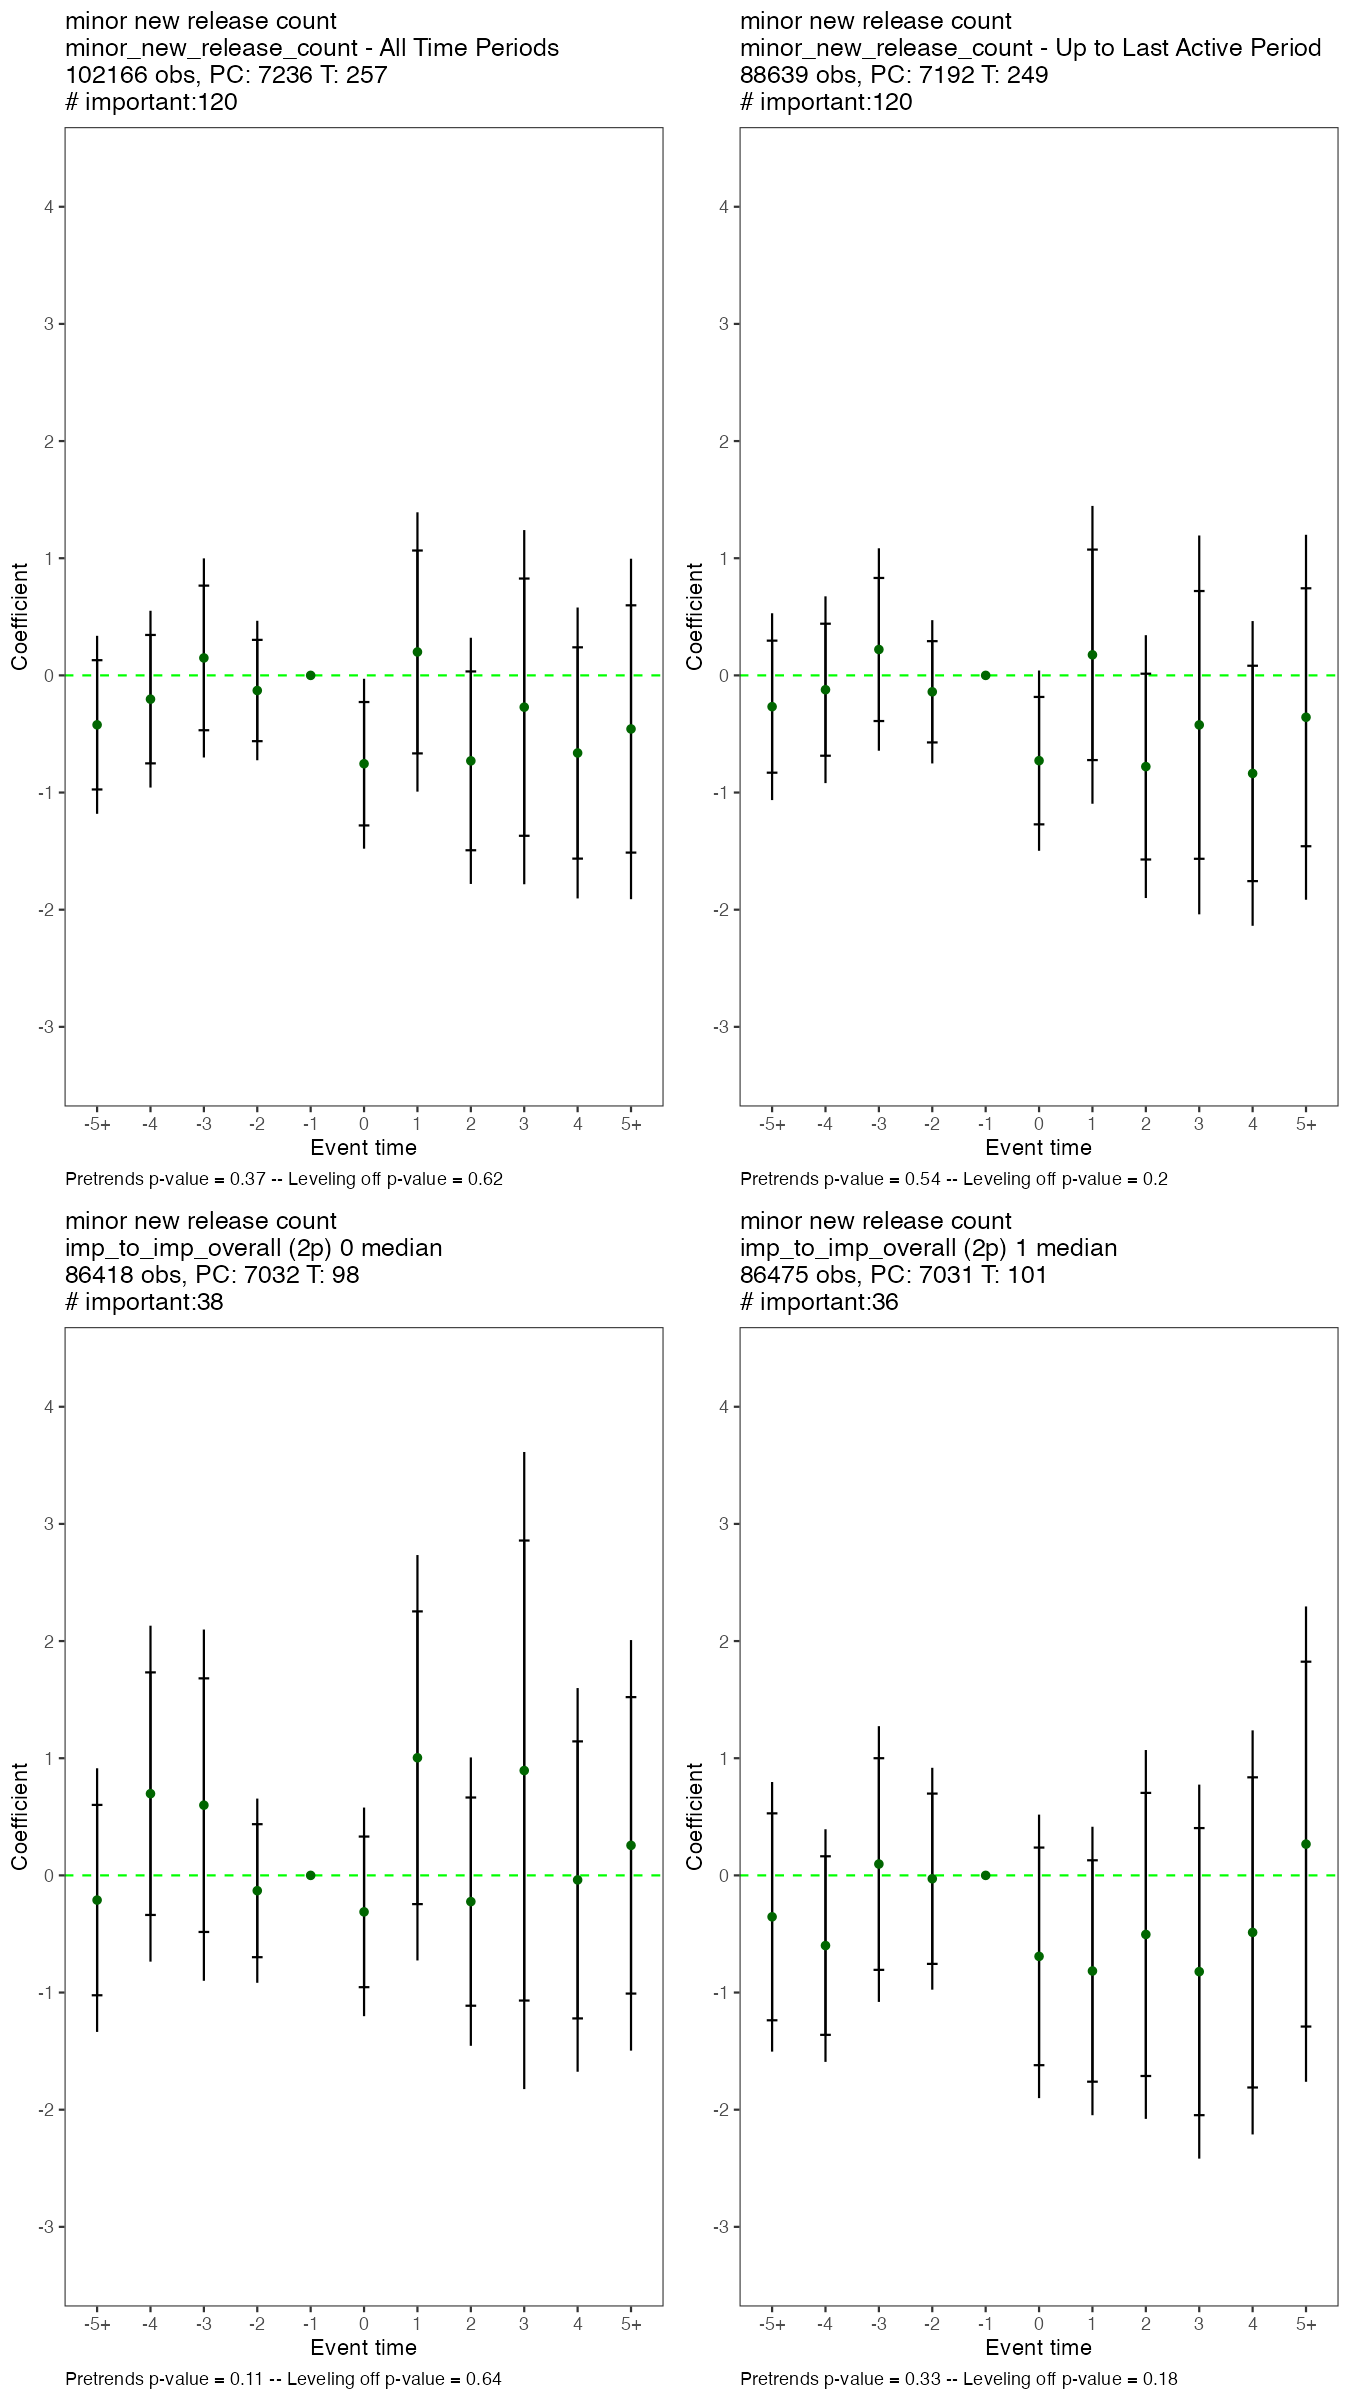 minor new release count
minor_new_release_count - All Time Periods
102166 obs, PC: 7236 T: 257
# important:120
4
3
2
1
0
-1
-2
-3
Coefficient
-5+ -4 -3 -2 -1 0 1 2 3 4 5+
Event time
Pretrends p-value = 0.37 -- Leveling off p-value = 0.62
minor new release count
minor_new_release_count - Up to Last Active Period
88639 obs, PC: 7192 T: 249
# important:120
4
3
2
1
0
-1
-2
-3
Coefficient
-5+ -4 -3 -2 -1 0 1 2 3 4 5+
Event time
Pretrends p-value = 0.54 -- Leveling off p-value = 0.2
minor new release count
imp_to_imp_overall (2p) 0 median
86418 obs, PC: 7032 T: 98
# important:38
4
3
2
1
0
-1
-2
-3
Coefficient
-5+ -4 -3 -2 -1 0 1 2 3 4 5+
Event time
Pretrends p-value = 0.11 -- Leveling off p-value = 0.64
minor new release count
imp_to_imp_overall (2p) 1 median
86475 obs, PC: 7031 T: 101
# important:36
4
3
2
1
0
-1
-2
-3
Coefficient
-5+ -4 -3 -2 -1 0 1 2 3 4 5+
Event time
Pretrends p-value = 0.33 -- Leveling off p-value = 0.18